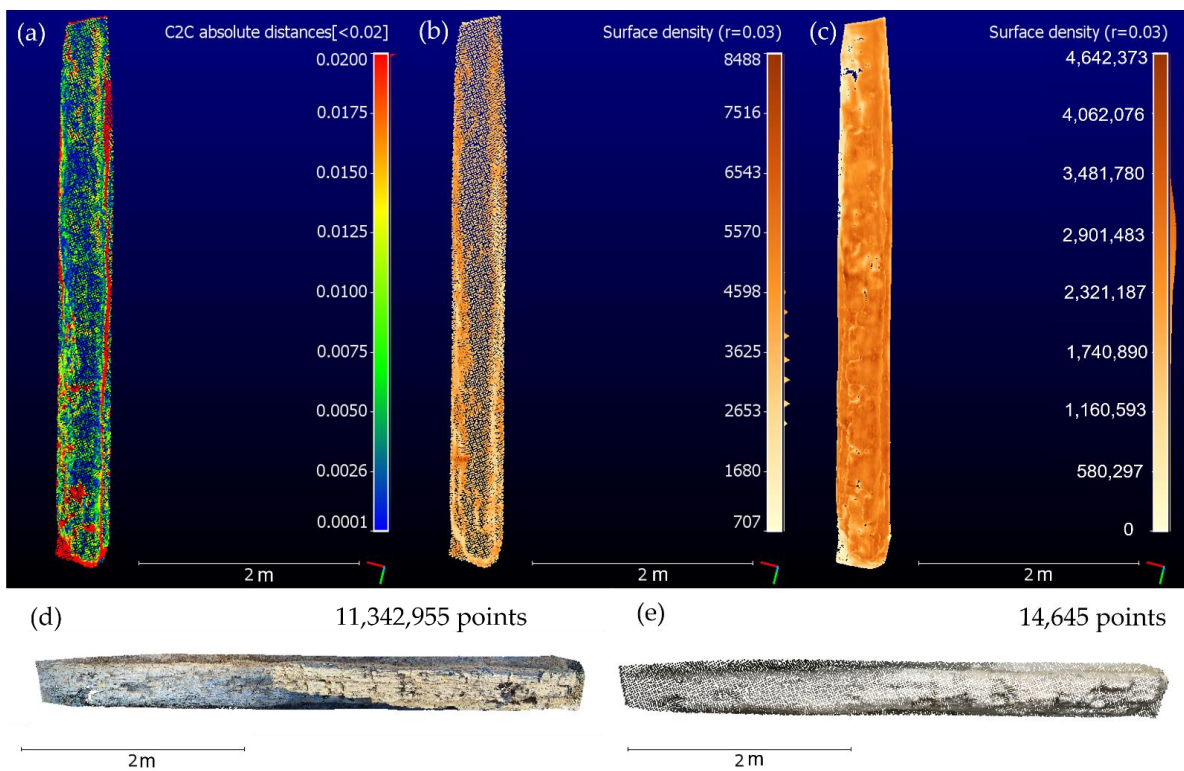 (a)
C2C absolute distances[<0.02]
0.0200
0.0175
0.0150
0.0125
0.0100
0.0075
0.0050
0.0026
0.0001
2 m
(b)
Surface density (r=0.03)
8488
7516
6543
5570
4598
3625
2653
1680
707
2 m
(c)
Surface density (r=0.03)
4,642,373
4,062,076
3,481,780
2,901,483
2,321,187
1,740,890
1,160,593
580,297
0
2 m
(d)
11,342,955 points
2 m
(e)
14,645 points
2 m